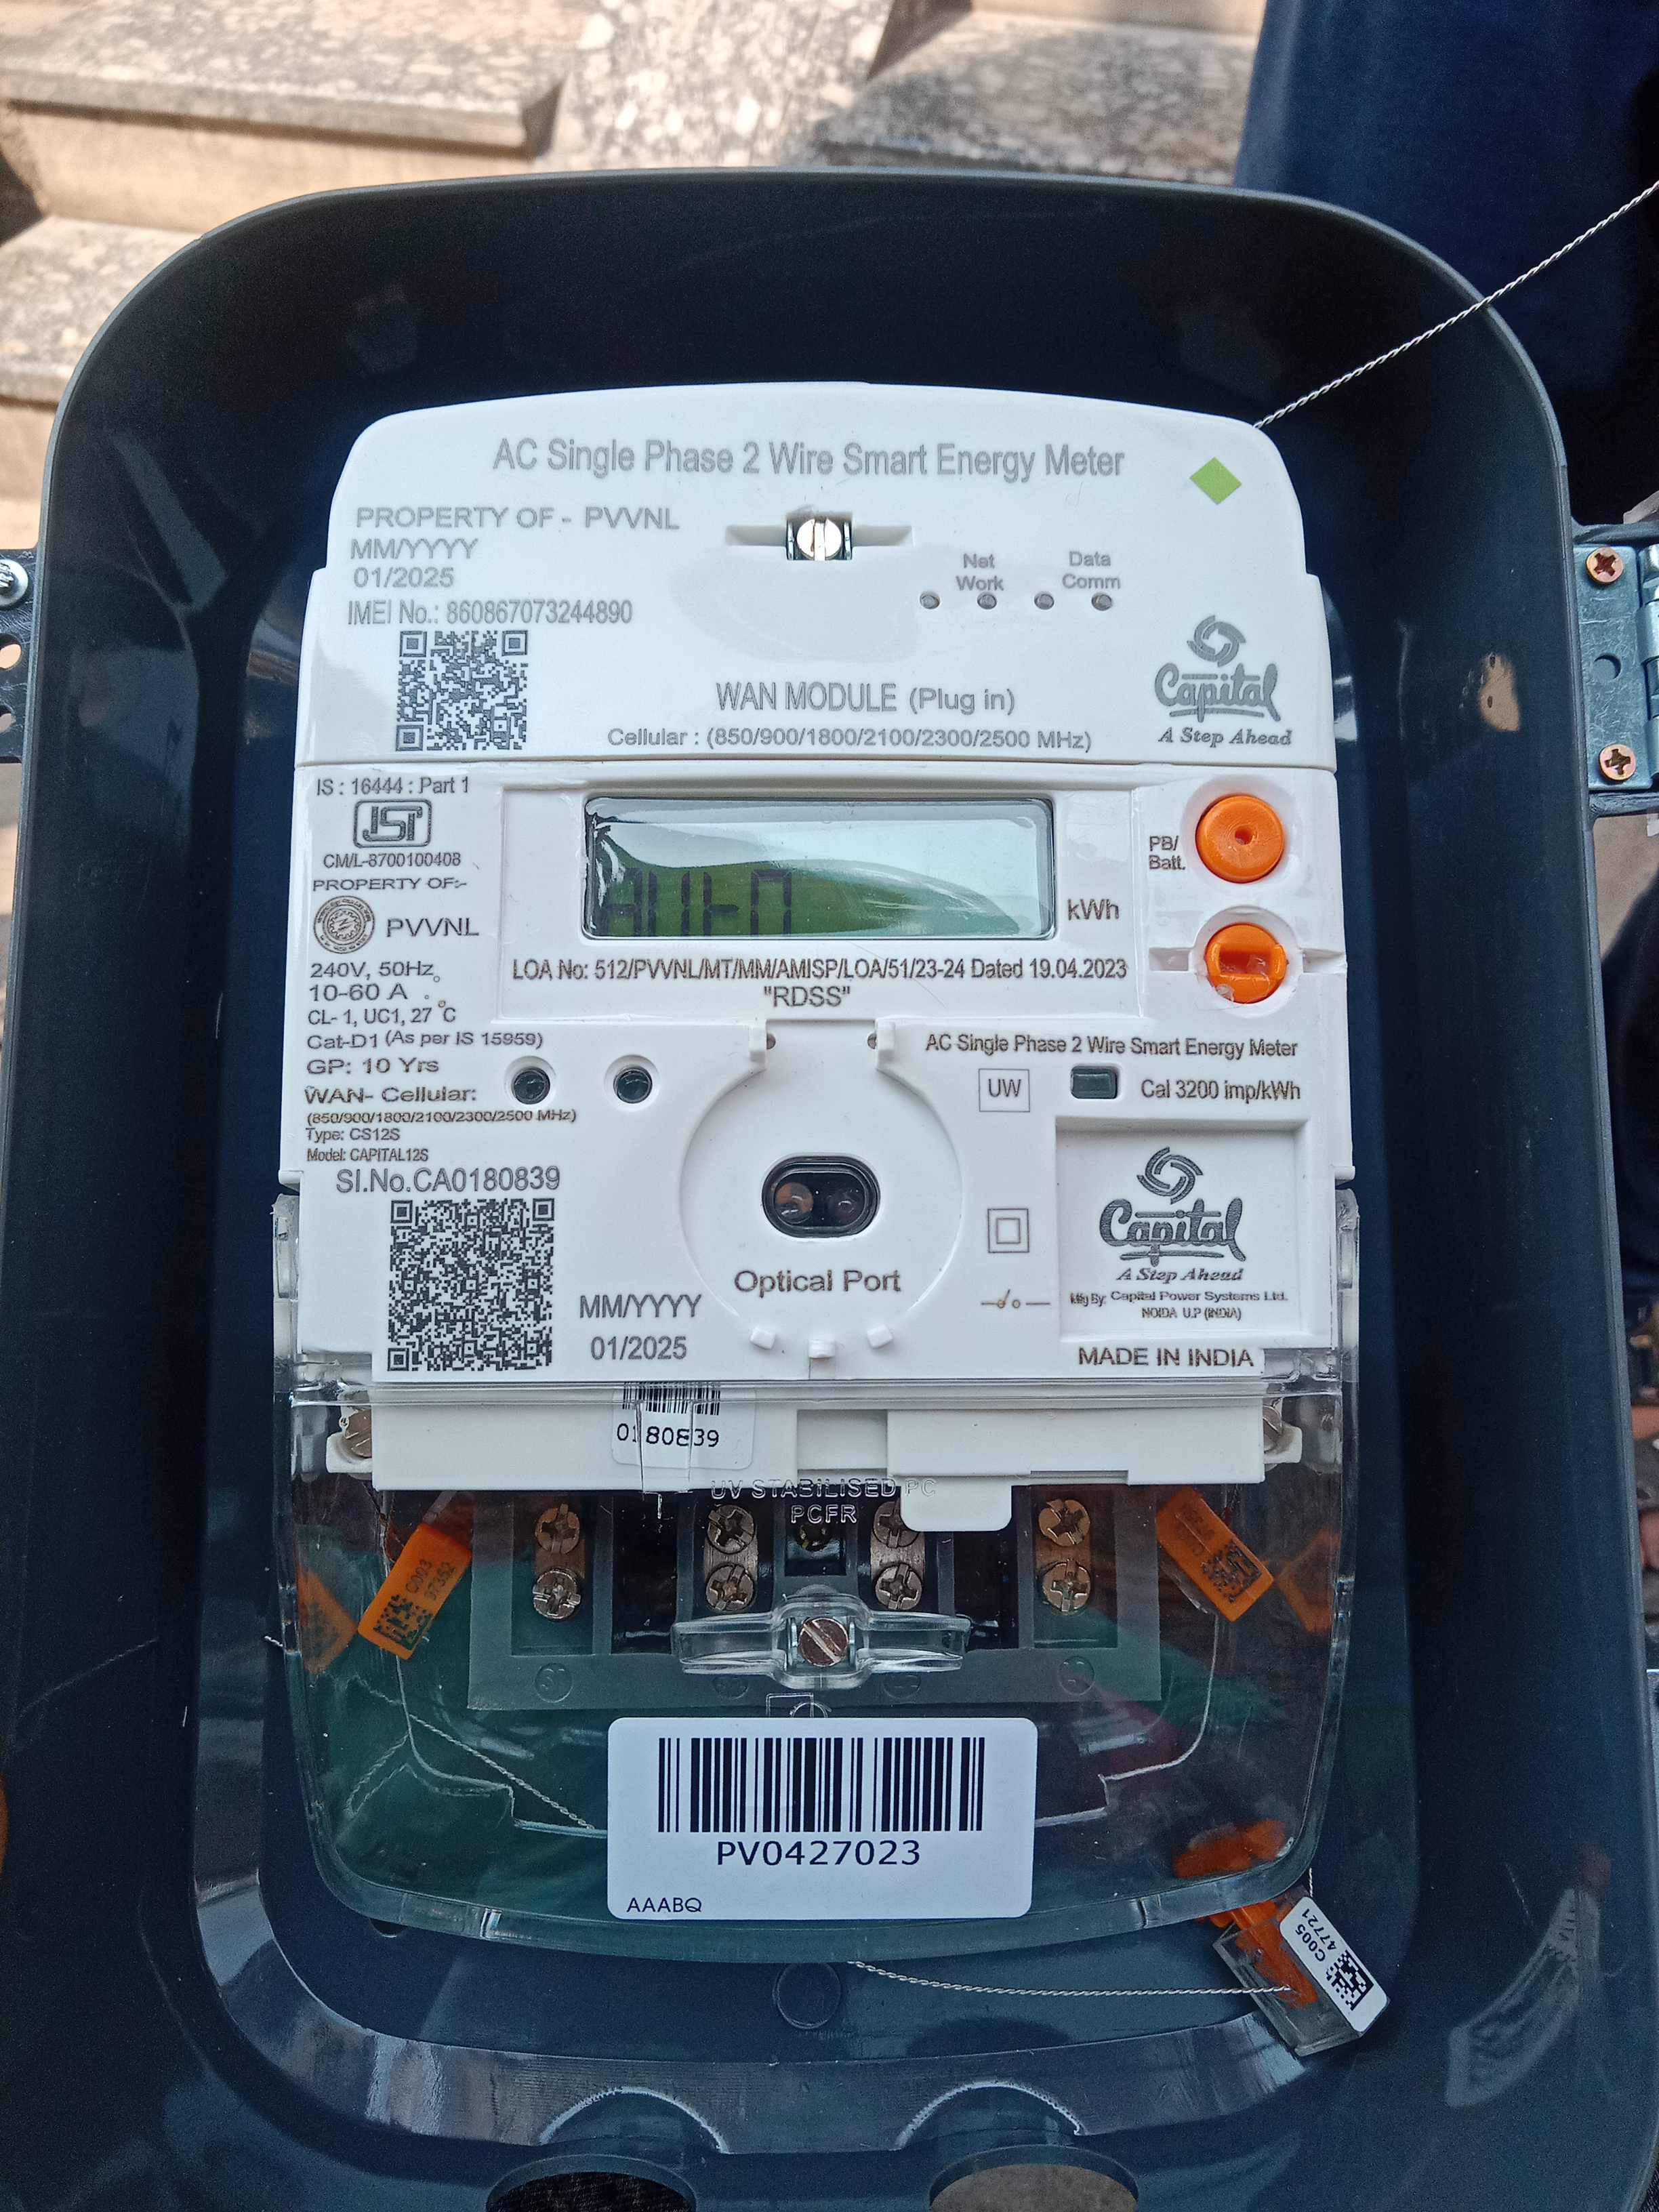 AC Single Phase 2 Wire Smart Energy Meter
PROPERTY OF - PVVNL
MM/YYYY
01/2025
IMEI No.: 860867073244890
Net Work
Data Comm
WAN MODULE (Plug in)
Cellular : (850/900/1800/2100/2300/2500 MHz)
Capital
A Step Ahead
IS : 16444 : Part 1
ISI
CM/L-8700100408
PROPERTY OF:-
PVVNL
240V, 50Hz
10-60 A
CL- 1, UC1, 27 °C
Cat-D1 (As per IS 15959)
GP: 10 Yrs
WAN- Cellular:
(850/900/1800/2100/2300/2500 MHz)
Type: CS12S
Model: CAPITAL12S
SI.No.CA0180839
AUtO
kWh
PB/
Batt.
LOA No: 512/PVVNL/MT/MM/AMISP/LOA/51/23-24 Dated 19.04.2023
"RDSS"
AC Single Phase 2 Wire Smart Energy Meter
UW
Cal 3200 imp/kWh
Optical Port
MM/YYYY
01/2025
Capital
A Step Ahead
Mfg By: Capital Power Systems Ltd.
NOIDA U.P (INDIA)
MADE IN INDIA
0180839
UV STABILISED PC
PCFR
PV0427023
AAABQ
C005
47721